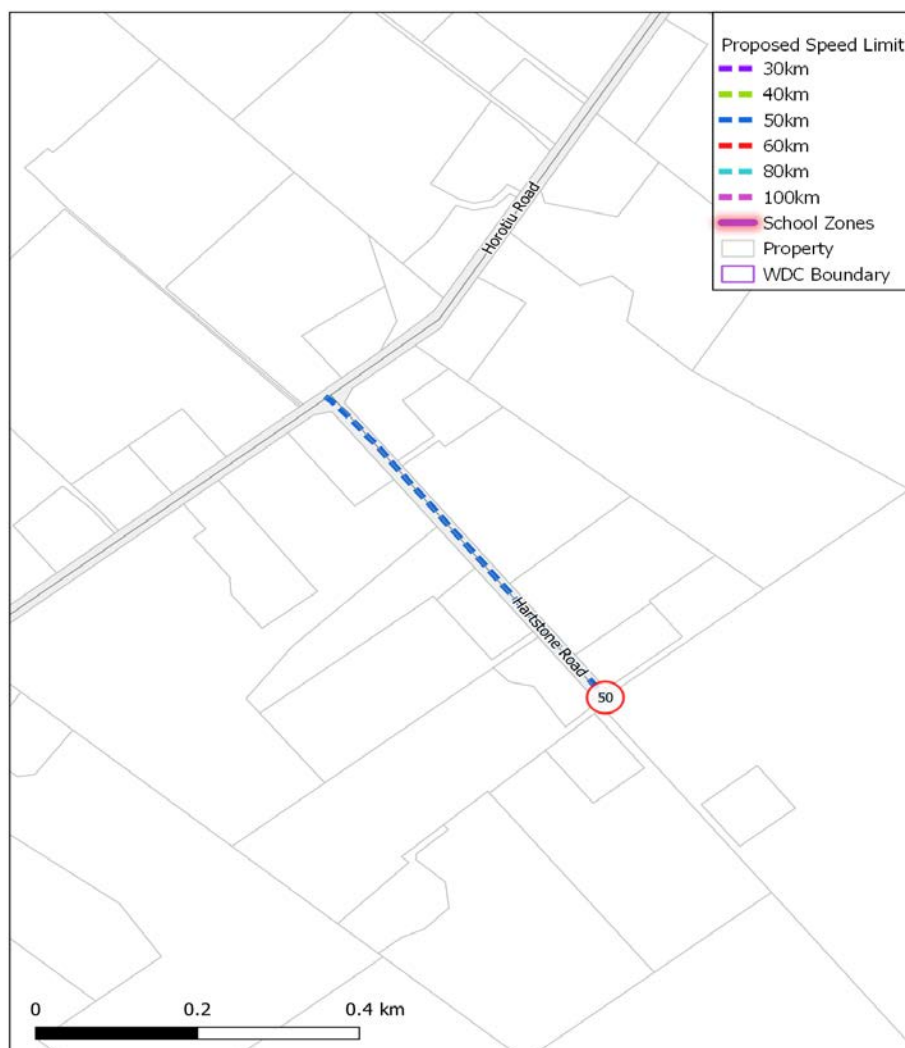 Proposed Speed Limit
30km
40km
50km
60km
80km
100km
School Zones
Property
WDC Boundary
Horotiu Road
Hartstone Road
50
0 0.2 0.4 km